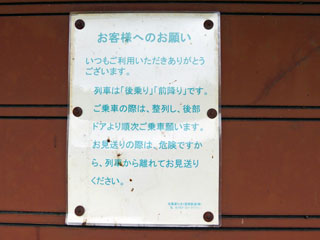 お客様へのお願い
いつもご利用いただきありがとう
ございます。
列車は「後乗り」「前降り」です。
ご乗車の際は、整列し、後部
ドアより順次ご乗車願います。
お見送りの際は、危険ですか
ら、列車から離れてお見送り
ください。